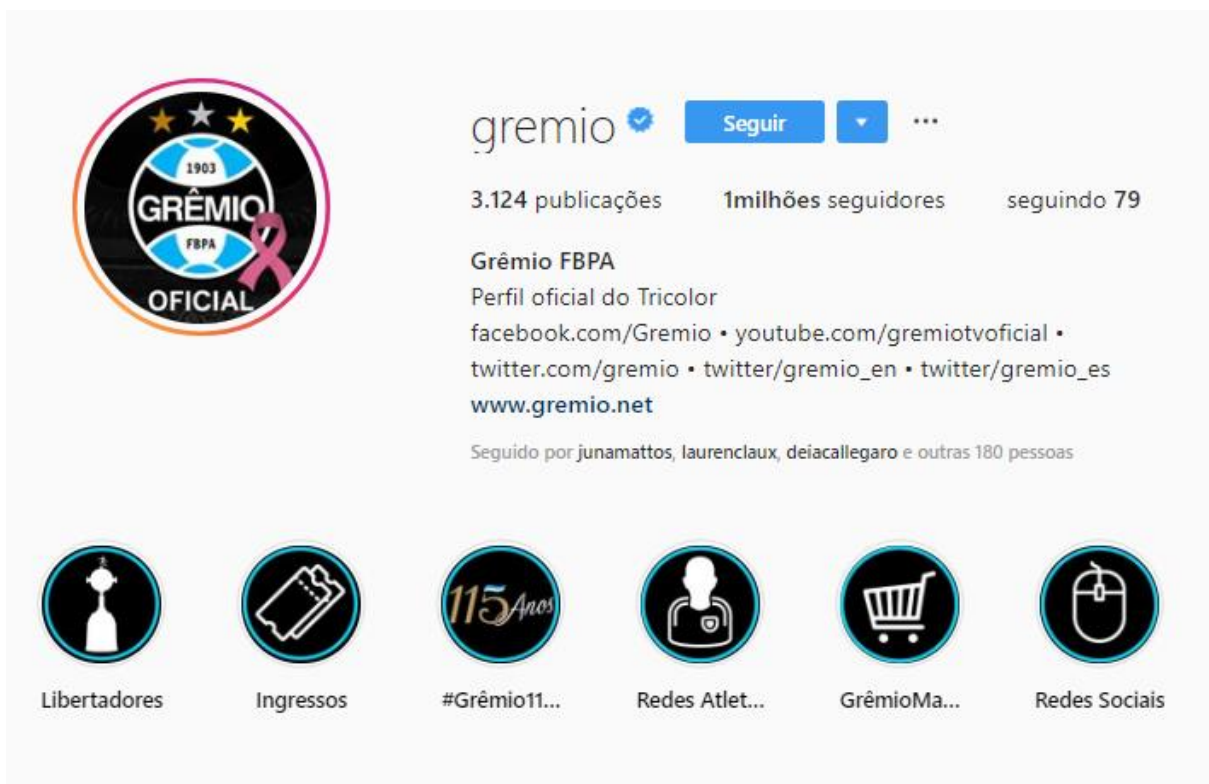 1903
GRÊMIO
FBPA
OFICIAL
gremio Seguir ...
3.124 publicações 1milhões seguidores seguindo 79
Grêmio FBPA
Perfil oficial do Tricolor
facebook.com/Gremio • youtube.com/gremiotvoficial •
twitter.com/gremio • twitter/gremio_en • twitter/gremio_es
www.gremio.net
Seguido por junamattos, laurenclaux, deiacallegaro e outras 180 pessoas
115 Anos
Libertadores Ingressos #Grêmio11... Redes Atlet... GrêmioMa... Redes Sociais